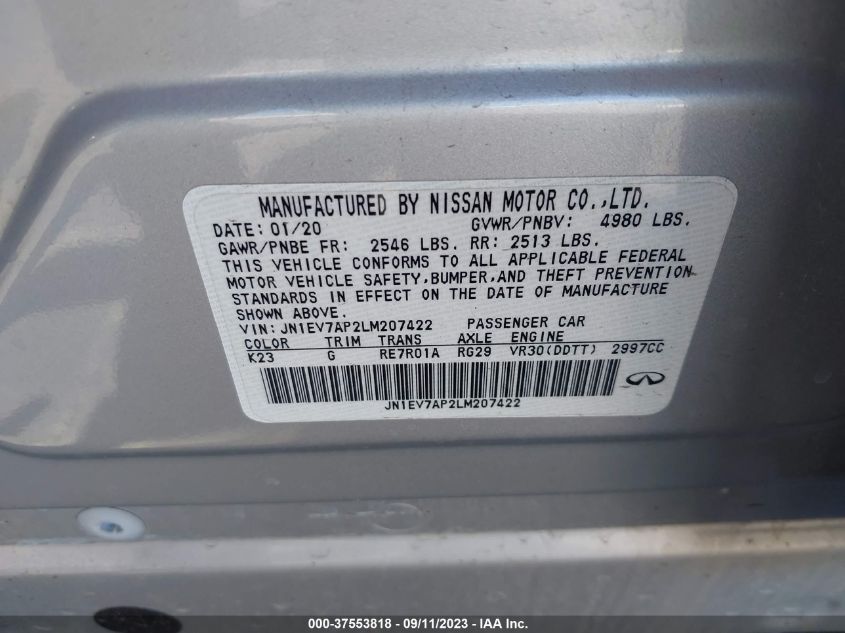 MANUFACTURED BY NISSAN MOTOR CO.,LTD.
DATE: 01/20 GVWR/PNBV: 4980 LBS.
GAWR/PNBE FR: 2546 LBS. RR: 2513 LBS.
THIS VEHICLE CONFORMS TO ALL APPLICABLE FEDERAL
MOTOR VEHICLE SAFETY,BUMPER,AND THEFT PREVENTION
STANDARDS IN EFFECT ON THE DATE OF MANUFACTURE
SHOWN ABOVE.
VIN: JN1EV7AP2LM207422 PASSENGER CAR
COLOR TRIM TRANS AXLE ENGINE
K23 G RE7R01A RG29 VR30(DDTT) 2997CC
JN1EV7AP2LM207422
000-37553818 - 09/11/2023 - IAA Inc.